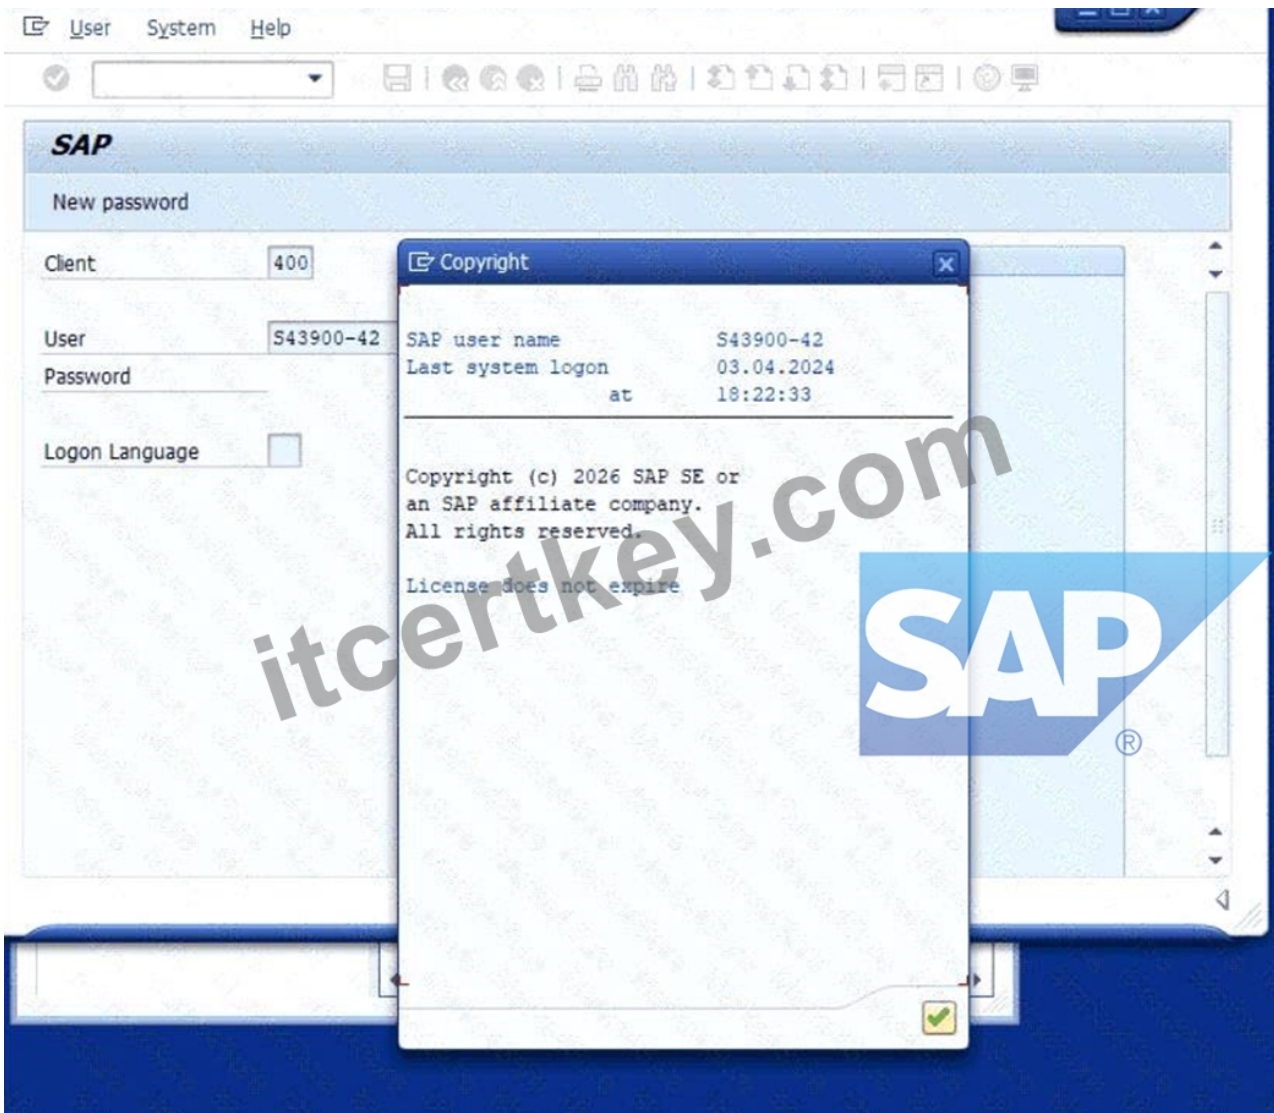 User System Help
SAP
New password
Client 400
User S43900-42
Password
Logon Language
Copyright
SAP user name S43900-42
Last system logon 03.04.2024
at 18:22:33
Copyright (c) 2026 SAP SE or
an SAP affiliate company.
All rights reserved.
License does not expire
itcertkey.com
SAP
®